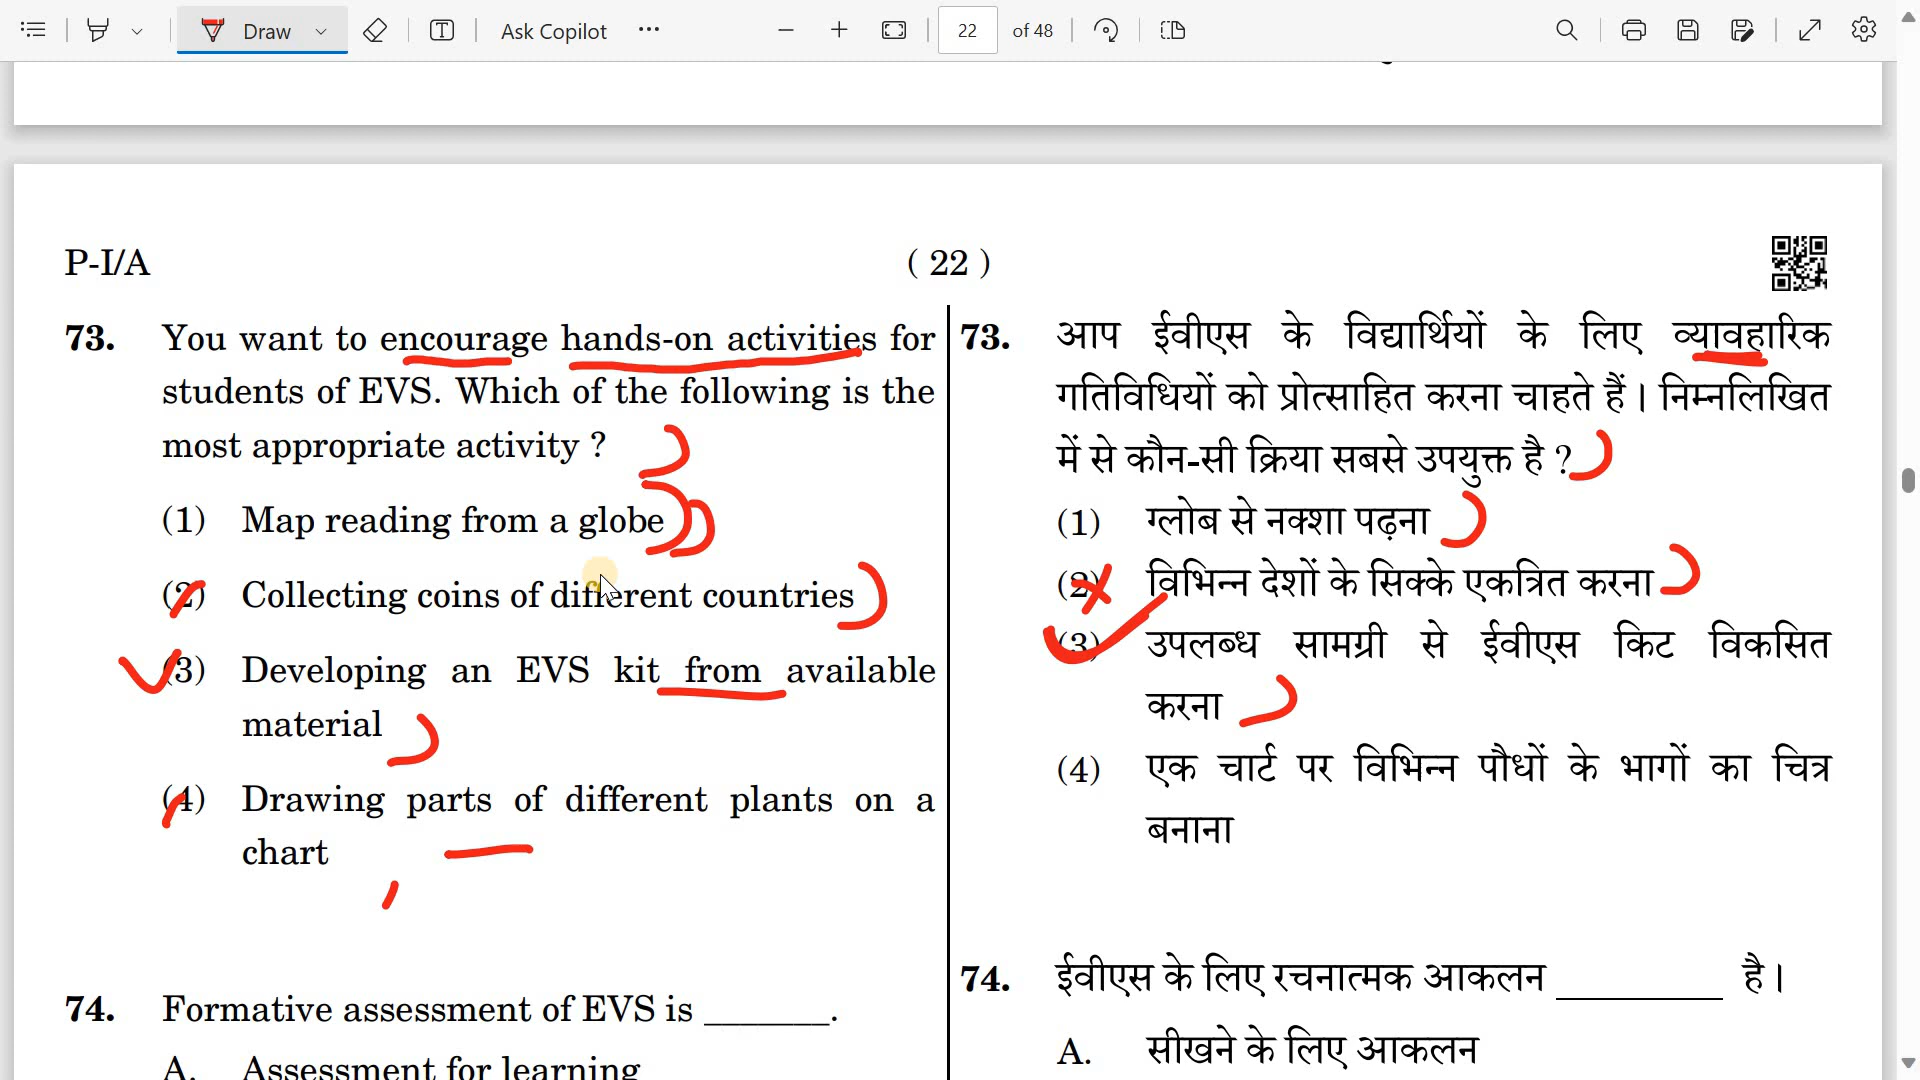 Draw
Ask Copilot
22
of 48
P-I/A
( 22 )
73. You want to encourage hands-on activities for
students of EVS. Which of the following is the
most appropriate activity ?
(1) Map reading from a globe
(2) Collecting coins of different countries
(3) Developing an EVS kit from available
material
(4) Drawing parts of different plants on a
chart
74. Formative assessment of EVS is _______.
A. Assessment for learning
73. आप ईवीएस के विद्यार्थियों के लिए व्यावहारिक
गतिविधियों को प्रोत्साहित करना चाहते हैं। निम्नलिखित
में से कौन-सी क्रिया सबसे उपयुक्त है ?
(1) ग्लोब से नक्शा पढ़ना
(2) विभिन्न देशों के सिक्के एकत्रित करना
(3) उपलब्ध सामग्री से ईवीएस किट विकसित
करना
(4) एक चार्ट पर विभिन्न पौधों के भागों का चित्र
बनाना
74. ईवीएस के लिए रचनात्मक आकलन _________ है।
A. सीखने के लिए आकलन